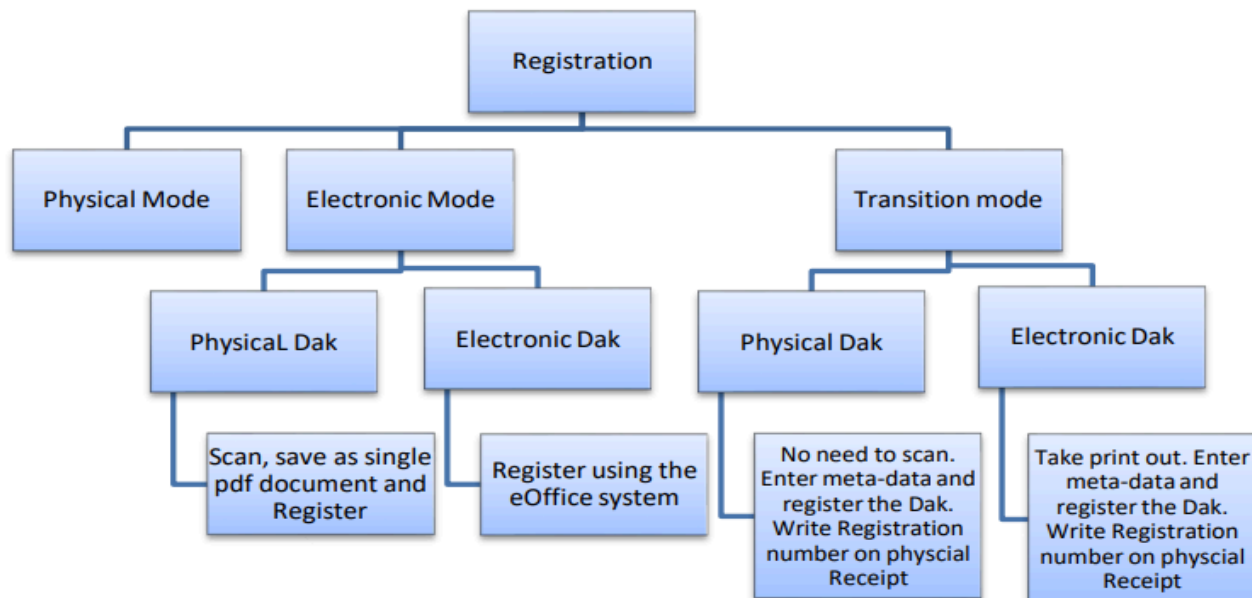 Registration
Physical Mode
Electronic Mode
Transition mode
PhysicaL Dak
Electronic Dak
Physical Dak
Electronic Dak
Scan, save as single
pdf document and
Register
Register using the
eOffice system
No need to scan.
Enter meta-data and
register the Dak.
Write Registration
number on physcial
Receipt
Take print out. Enter
meta-data and
register the Dak.
Write Registration
number on physcial
Receipt